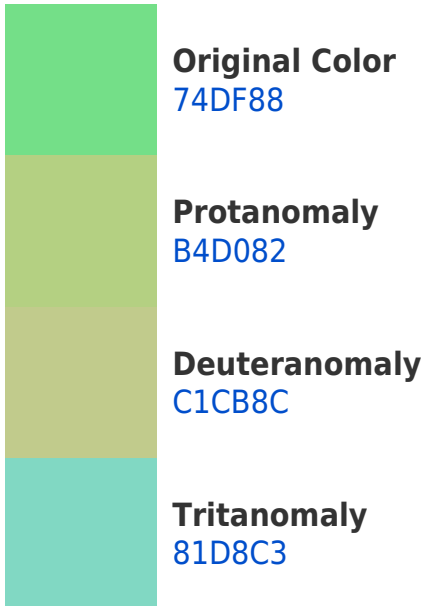 Original Color
74DF88
Protanomaly
B4D082
Deuteranomaly
C1CB8C
Tritanomaly
81D8C3